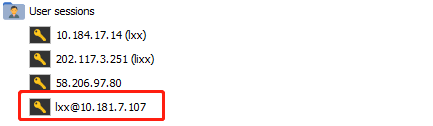 User sessions
10.184.17.14 (lxx)
202.117.3.251 (lixx)
58.206.97.80
lxx@10.181.7.107